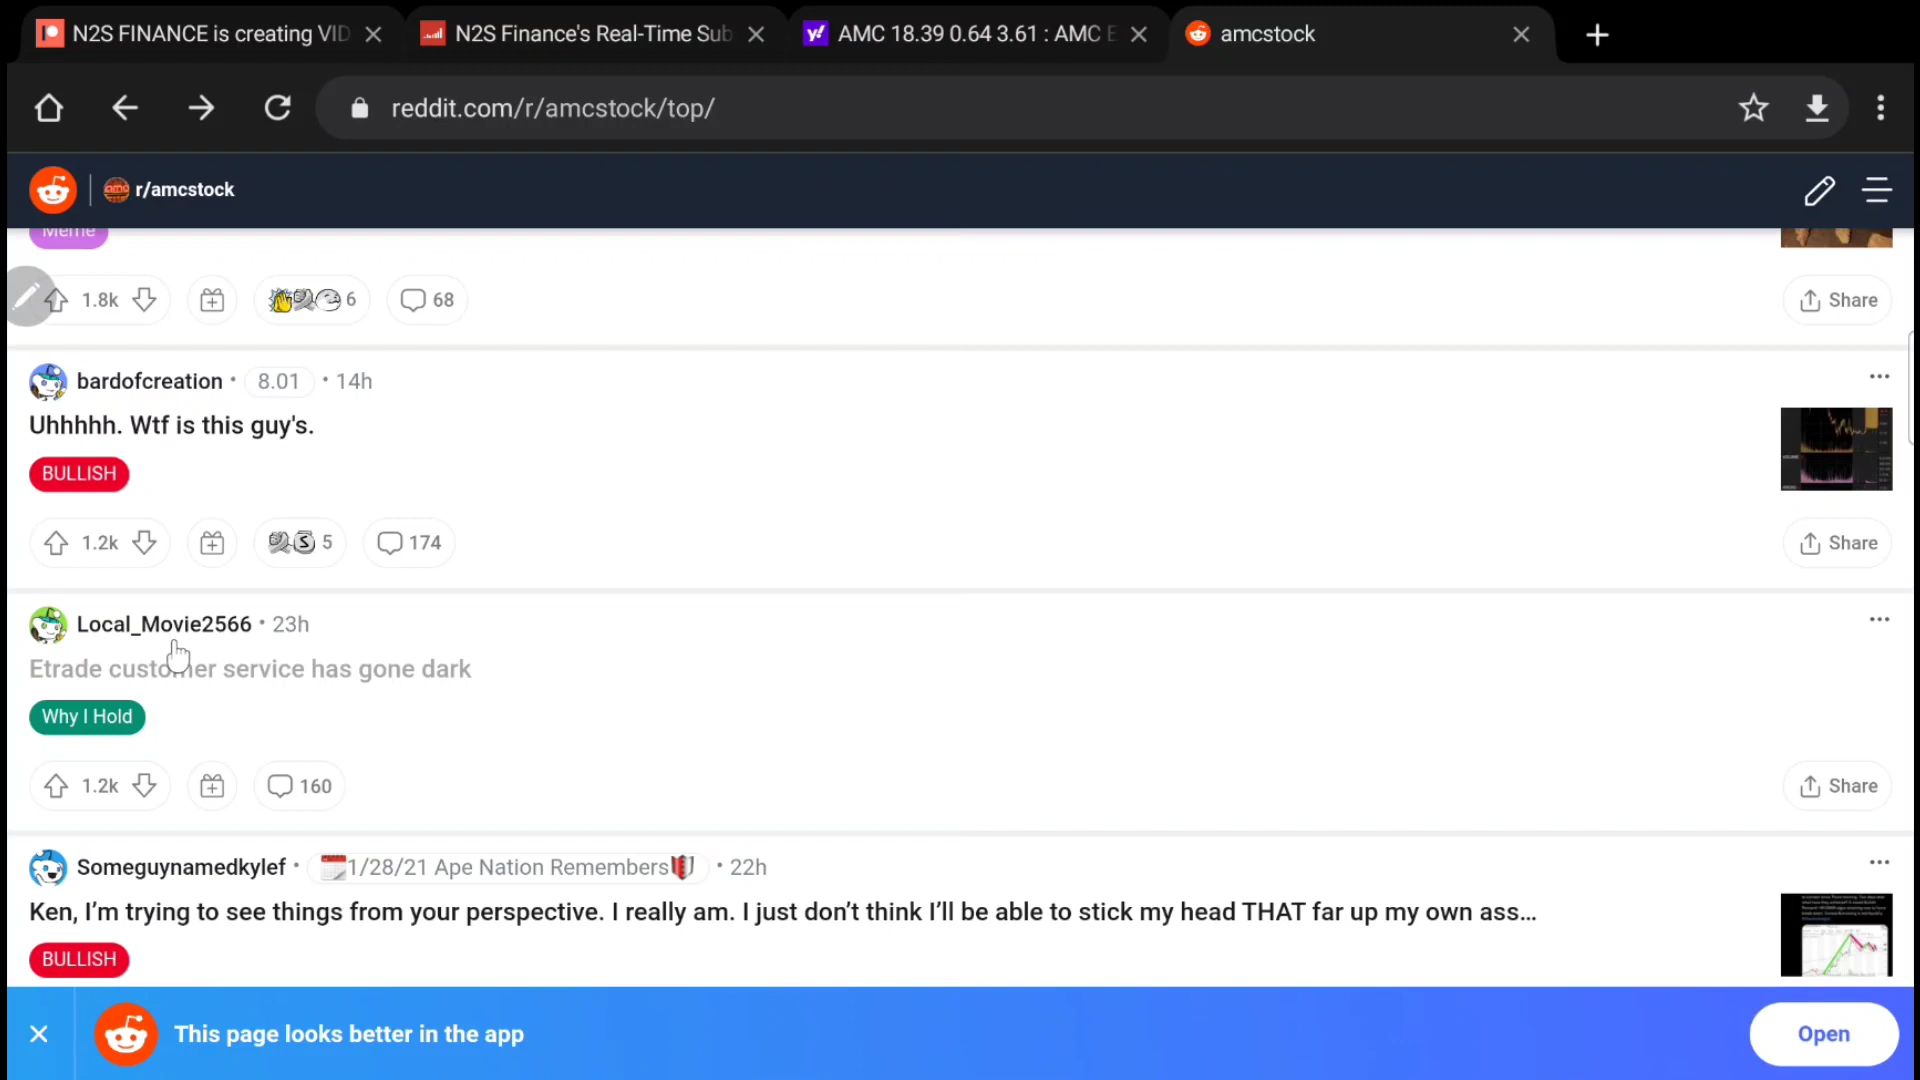 N2S FINANCE is creating VID
N2S Finance's Real-Time Sub
AMC 18.39 0.64 3.61 : AMC E
amcstock
reddit.com/r/amcstock/top/
r/amcstock
Meme
1.8k
6
68
Share
bardofcreation • 8.01 • 14h
Uhhhhh. Wtf is this guy's.
BULLISH
1.2k
5
174
Share
Local_Movie2566 • 23h
Etrade customer service has gone dark
Why I Hold
1.2k
160
Share
Someguynamedkylef • 1/28/21 Ape Nation Remembers • 22h
Ken, I’m trying to see things from your perspective. I really am. I just don’t think I’ll be able to stick my head THAT far up my own ass...
BULLISH
This page looks better in the app
Open